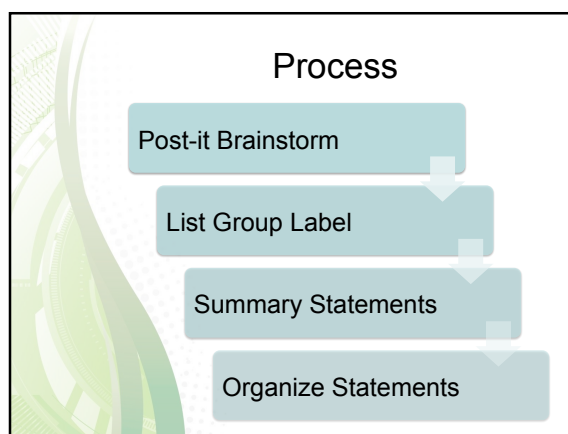 Process
Post-it Brainstorm
List Group Label
Summary Statements
Organize Statements